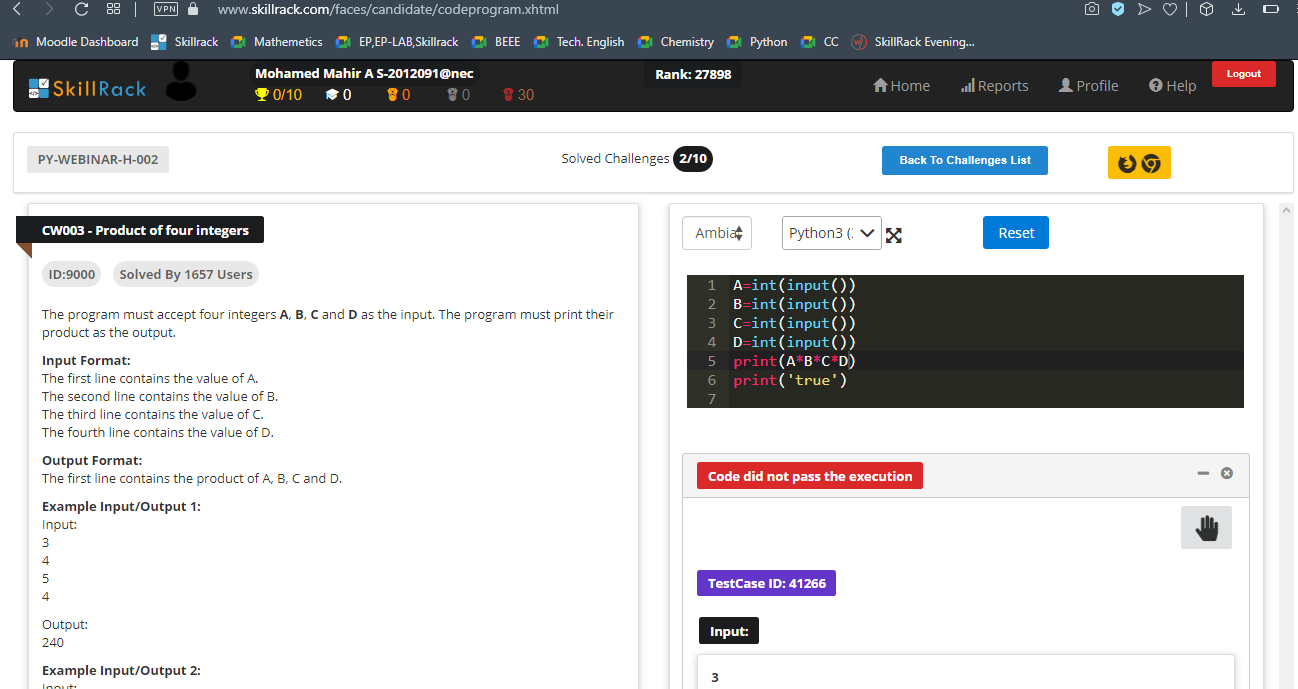 VPN www.skillrack.com/faces/candidate/codeprogram.xhtml
Moodle Dashboard Skillrack Mathemetics EP,EP-LAB,Skillrack BEEE Tech. English Chemistry Python CC SkillRack Evening...
SkillRack Mohamed Mahir A S-2012091@nec Rank: 27898 Logout
0/10 0 0 0 30 Home Reports Profile Help
PY-WEBINAR-H-002 Solved Challenges 2/10 Back To Challenges List
CW003 - Product of four integers
ID:9000 Solved By 1657 Users
The program must accept four integers A, B, C and D as the input. The program must print their
product as the output.
Input Format:
The first line contains the value of A.
The second line contains the value of B.
The third line contains the value of C.
The fourth line contains the value of D.
Output Format:
The first line contains the product of A, B, C and D.
Example Input/Output 1:
Input:
3
4
5
4
Output:
240
Example Input/Output 2:
Input:
Ambia Python3 (: Reset
1 A=int(input())
2 B=int(input())
3 C=int(input())
4 D=int(input())
5 print(A*B*C*D)
6 print('true')
7
Code did not pass the execution
TestCase ID: 41266
Input:
3